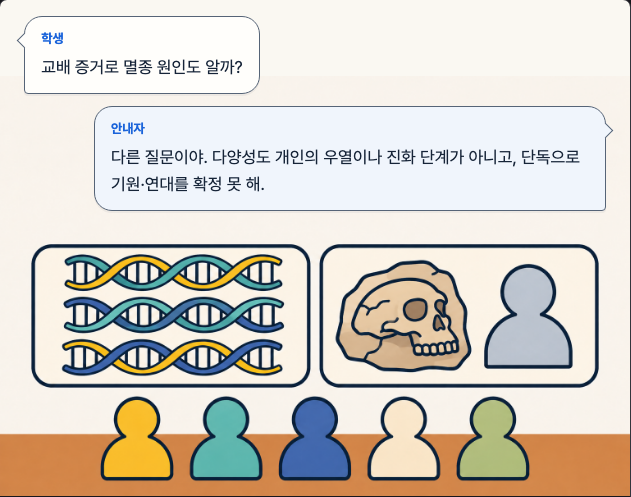 학생
교배 증거로 멸종 원인도 알까?
안내자
다른 질문이야. 다양성도 개인의 우열이나 진화 단계가 아니고, 단독으로
기원·연대를 확정 못 해.